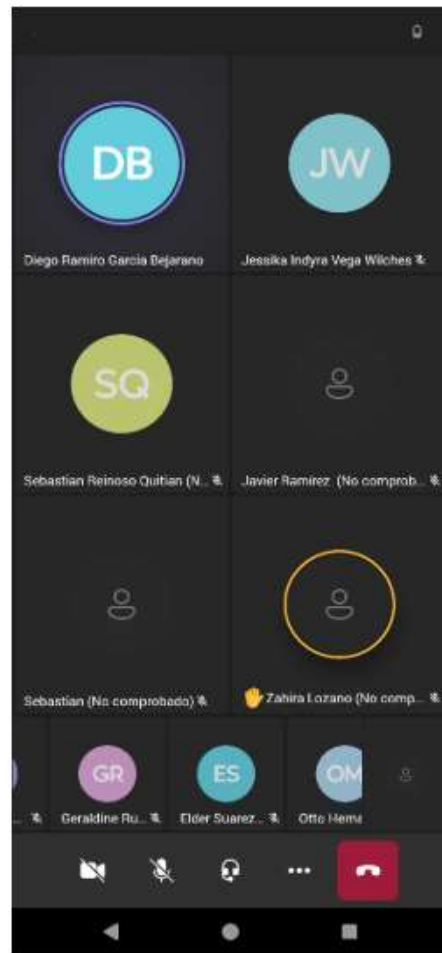 DB
JW
Diego Ramiro Garcia Bejarano
Jessika Indyra Vega Wilches
SQ
Sebastian Reinoso Quitian (N...
Javier Ramirez (No comprob...
Sebastian (No comprobado)
Zahira Lozano (No comp...
GR
ES
OM
...
Geraldine Ru...
Elder Suarez...
Otto Herna